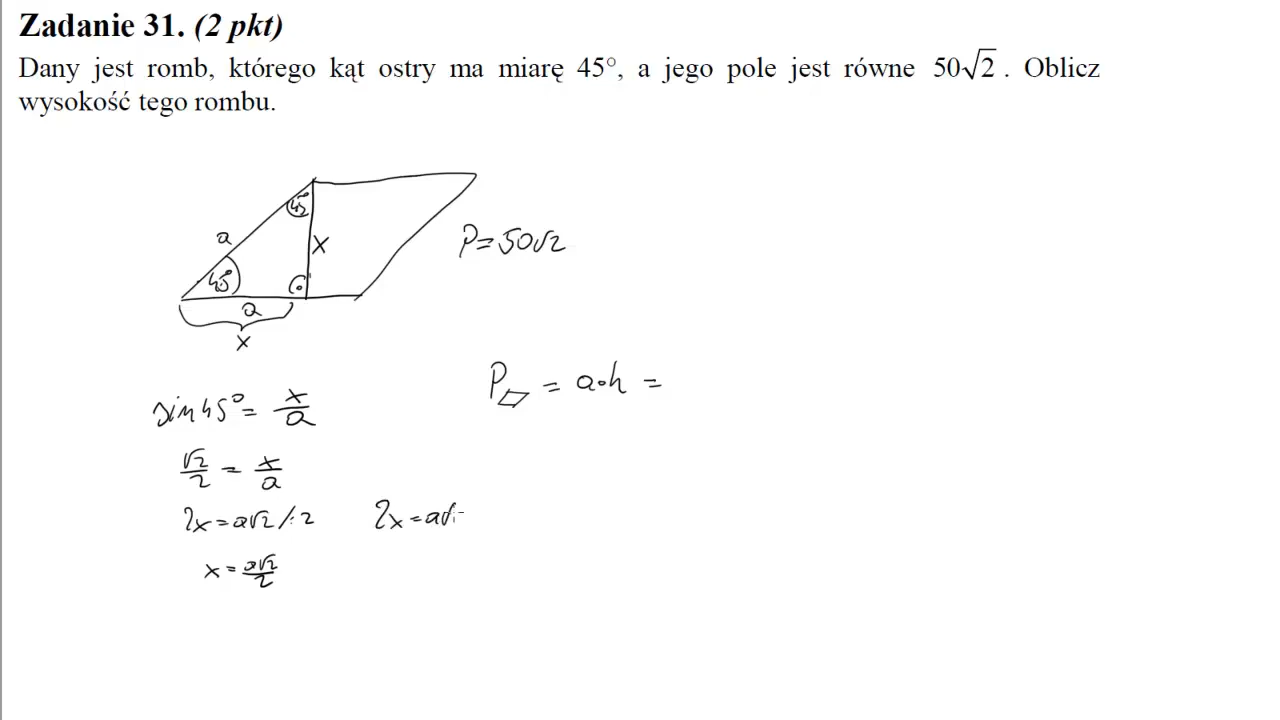 Zadanie 31. (2 pkt)
Dany jest romb, którego kąt ostry ma miarę 45°, a jego pole jest równe 50√2. Oblicz
wysokość tego rombu.
45°
a
x
P=50√2
45°
a
x
P▱ = a·h =
sin45°= x/a
√2/2 = x/a
2x=a√2 /:2
2x=a√
x= a√2/2